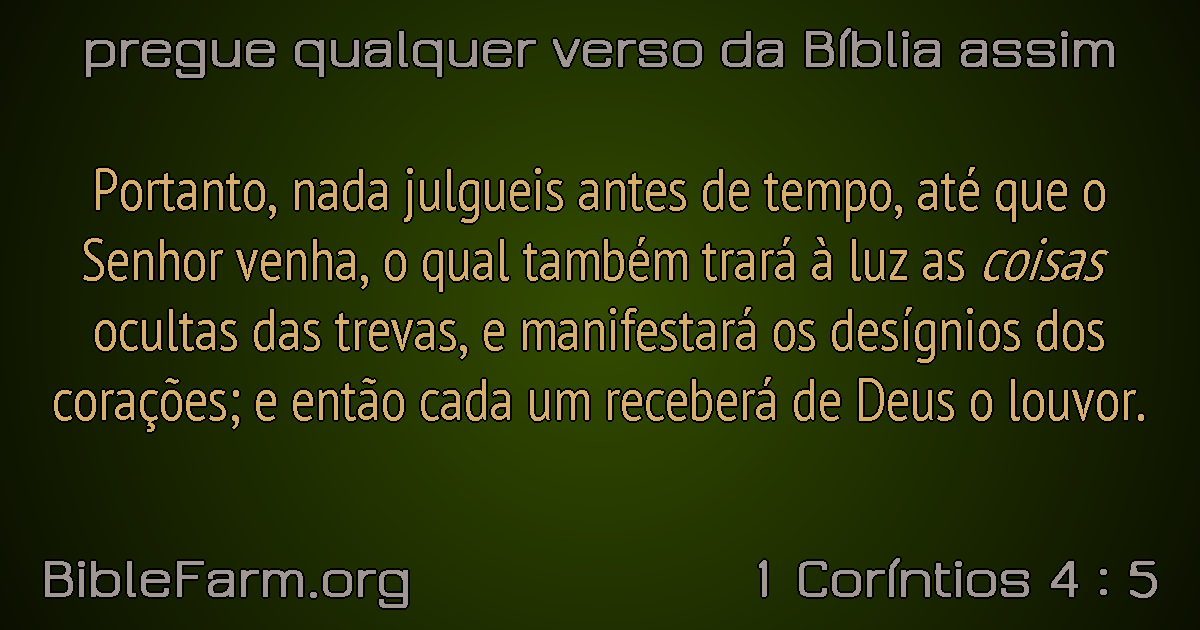 pregue qualquer verso da Bíblia assim
Portanto, nada julgueis antes de tempo, até que o
Senhor venha, o qual também trará à luz as coisas
ocultas das trevas, e manifestará os desígnios dos
corações; e então cada um receberá de Deus o louvor.
BibleFarm.org
1 Coríntios 4 : 5